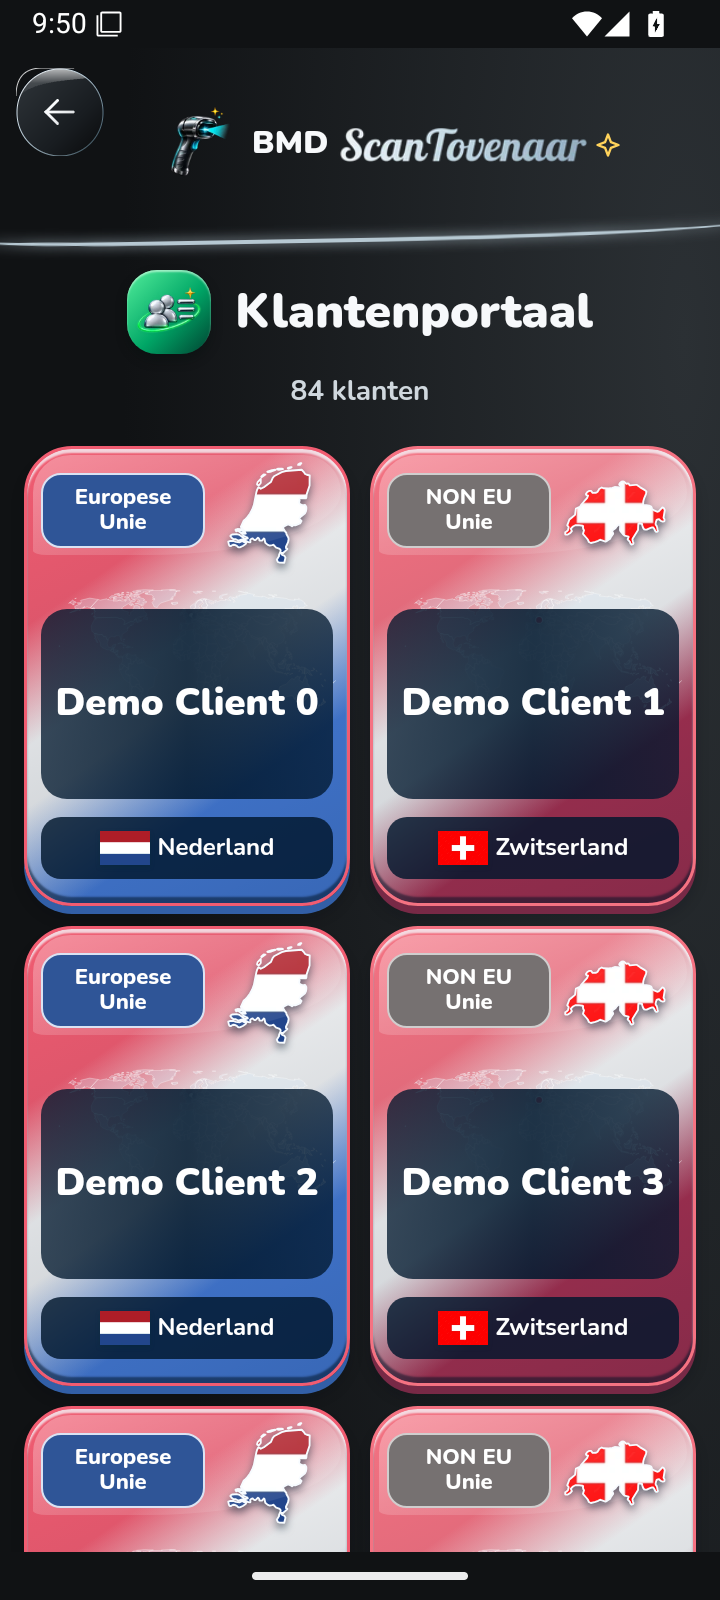 9:50
BMD ScanTovenaar
Klantenportaal
84 klanten
Europese
Unie
Demo Client 0
Nederland
NON EU
Unie
Demo Client 1
Zwitserland
Europese
Unie
Demo Client 2
Nederland
NON EU
Unie
Demo Client 3
Zwitserland
Europese
Unie
NON EU
Unie